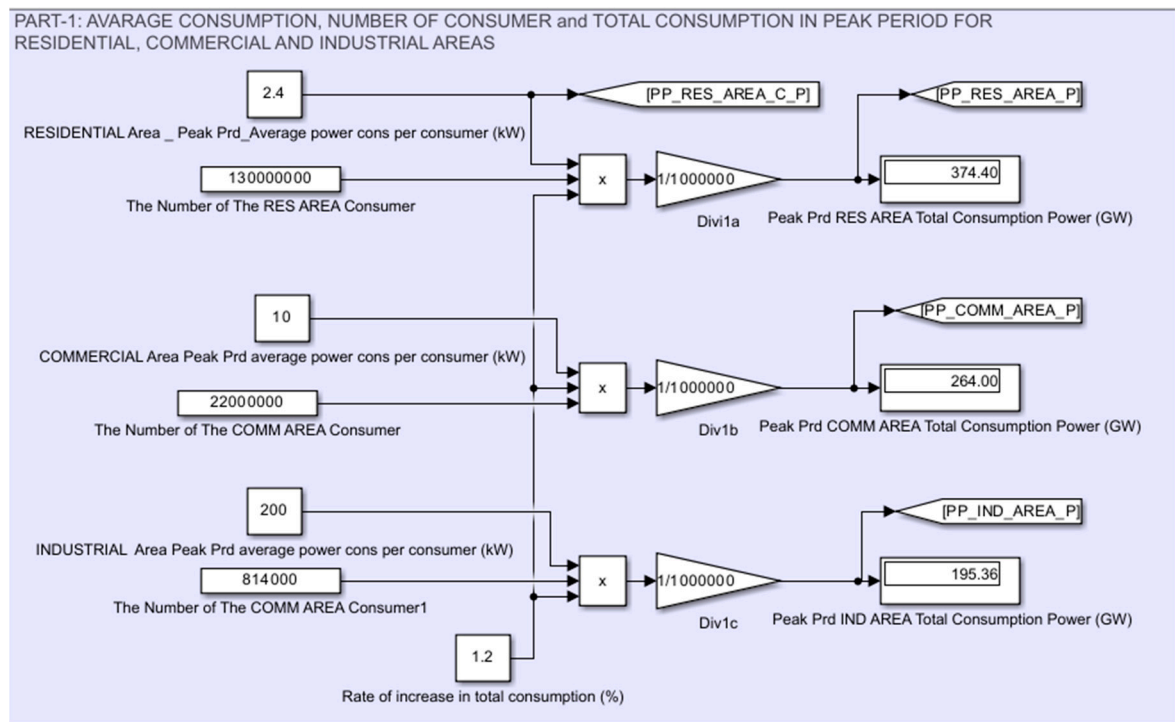 PART-1: AVARAGE CONSUMPTION, NUMBER OF CONSUMER and TOTAL CONSUMPTION IN PEAK PERIOD FOR
RESIDENTIAL, COMMERCIAL AND INDUSTRIAL AREAS
2.4
[PP_RES_AREA_C_P]
[PP_RES_AREA_P]
RESIDENTIAL Area _ Peak Prd_Average power cons per consumer (kW)
130000000
x
1/1000000
374.40
The Number of The RES AREA Consumer
Divi1a
Peak Prd RES AREA Total Consumption Power (GW)
10
[PP_COMM_AREA_P]
COMMERCIAL Area Peak Prd average power cons per consumer (kW)
x
1/1000000
264.00
22000000
The Number of The COMM AREA Consumer
Div1b
Peak Prd COMM AREA Total Consumption Power (GW)
200
[PP_IND_AREA_P]
INDUSTRIAL Area Peak Prd average power cons per consumer (kW)
814000
x
1/1000000
195.36
The Number of The COMM AREA Consumer1
Div1c
Peak Prd IND AREA Total Consumption Power (GW)
1.2
Rate of increase in total consumption (%)